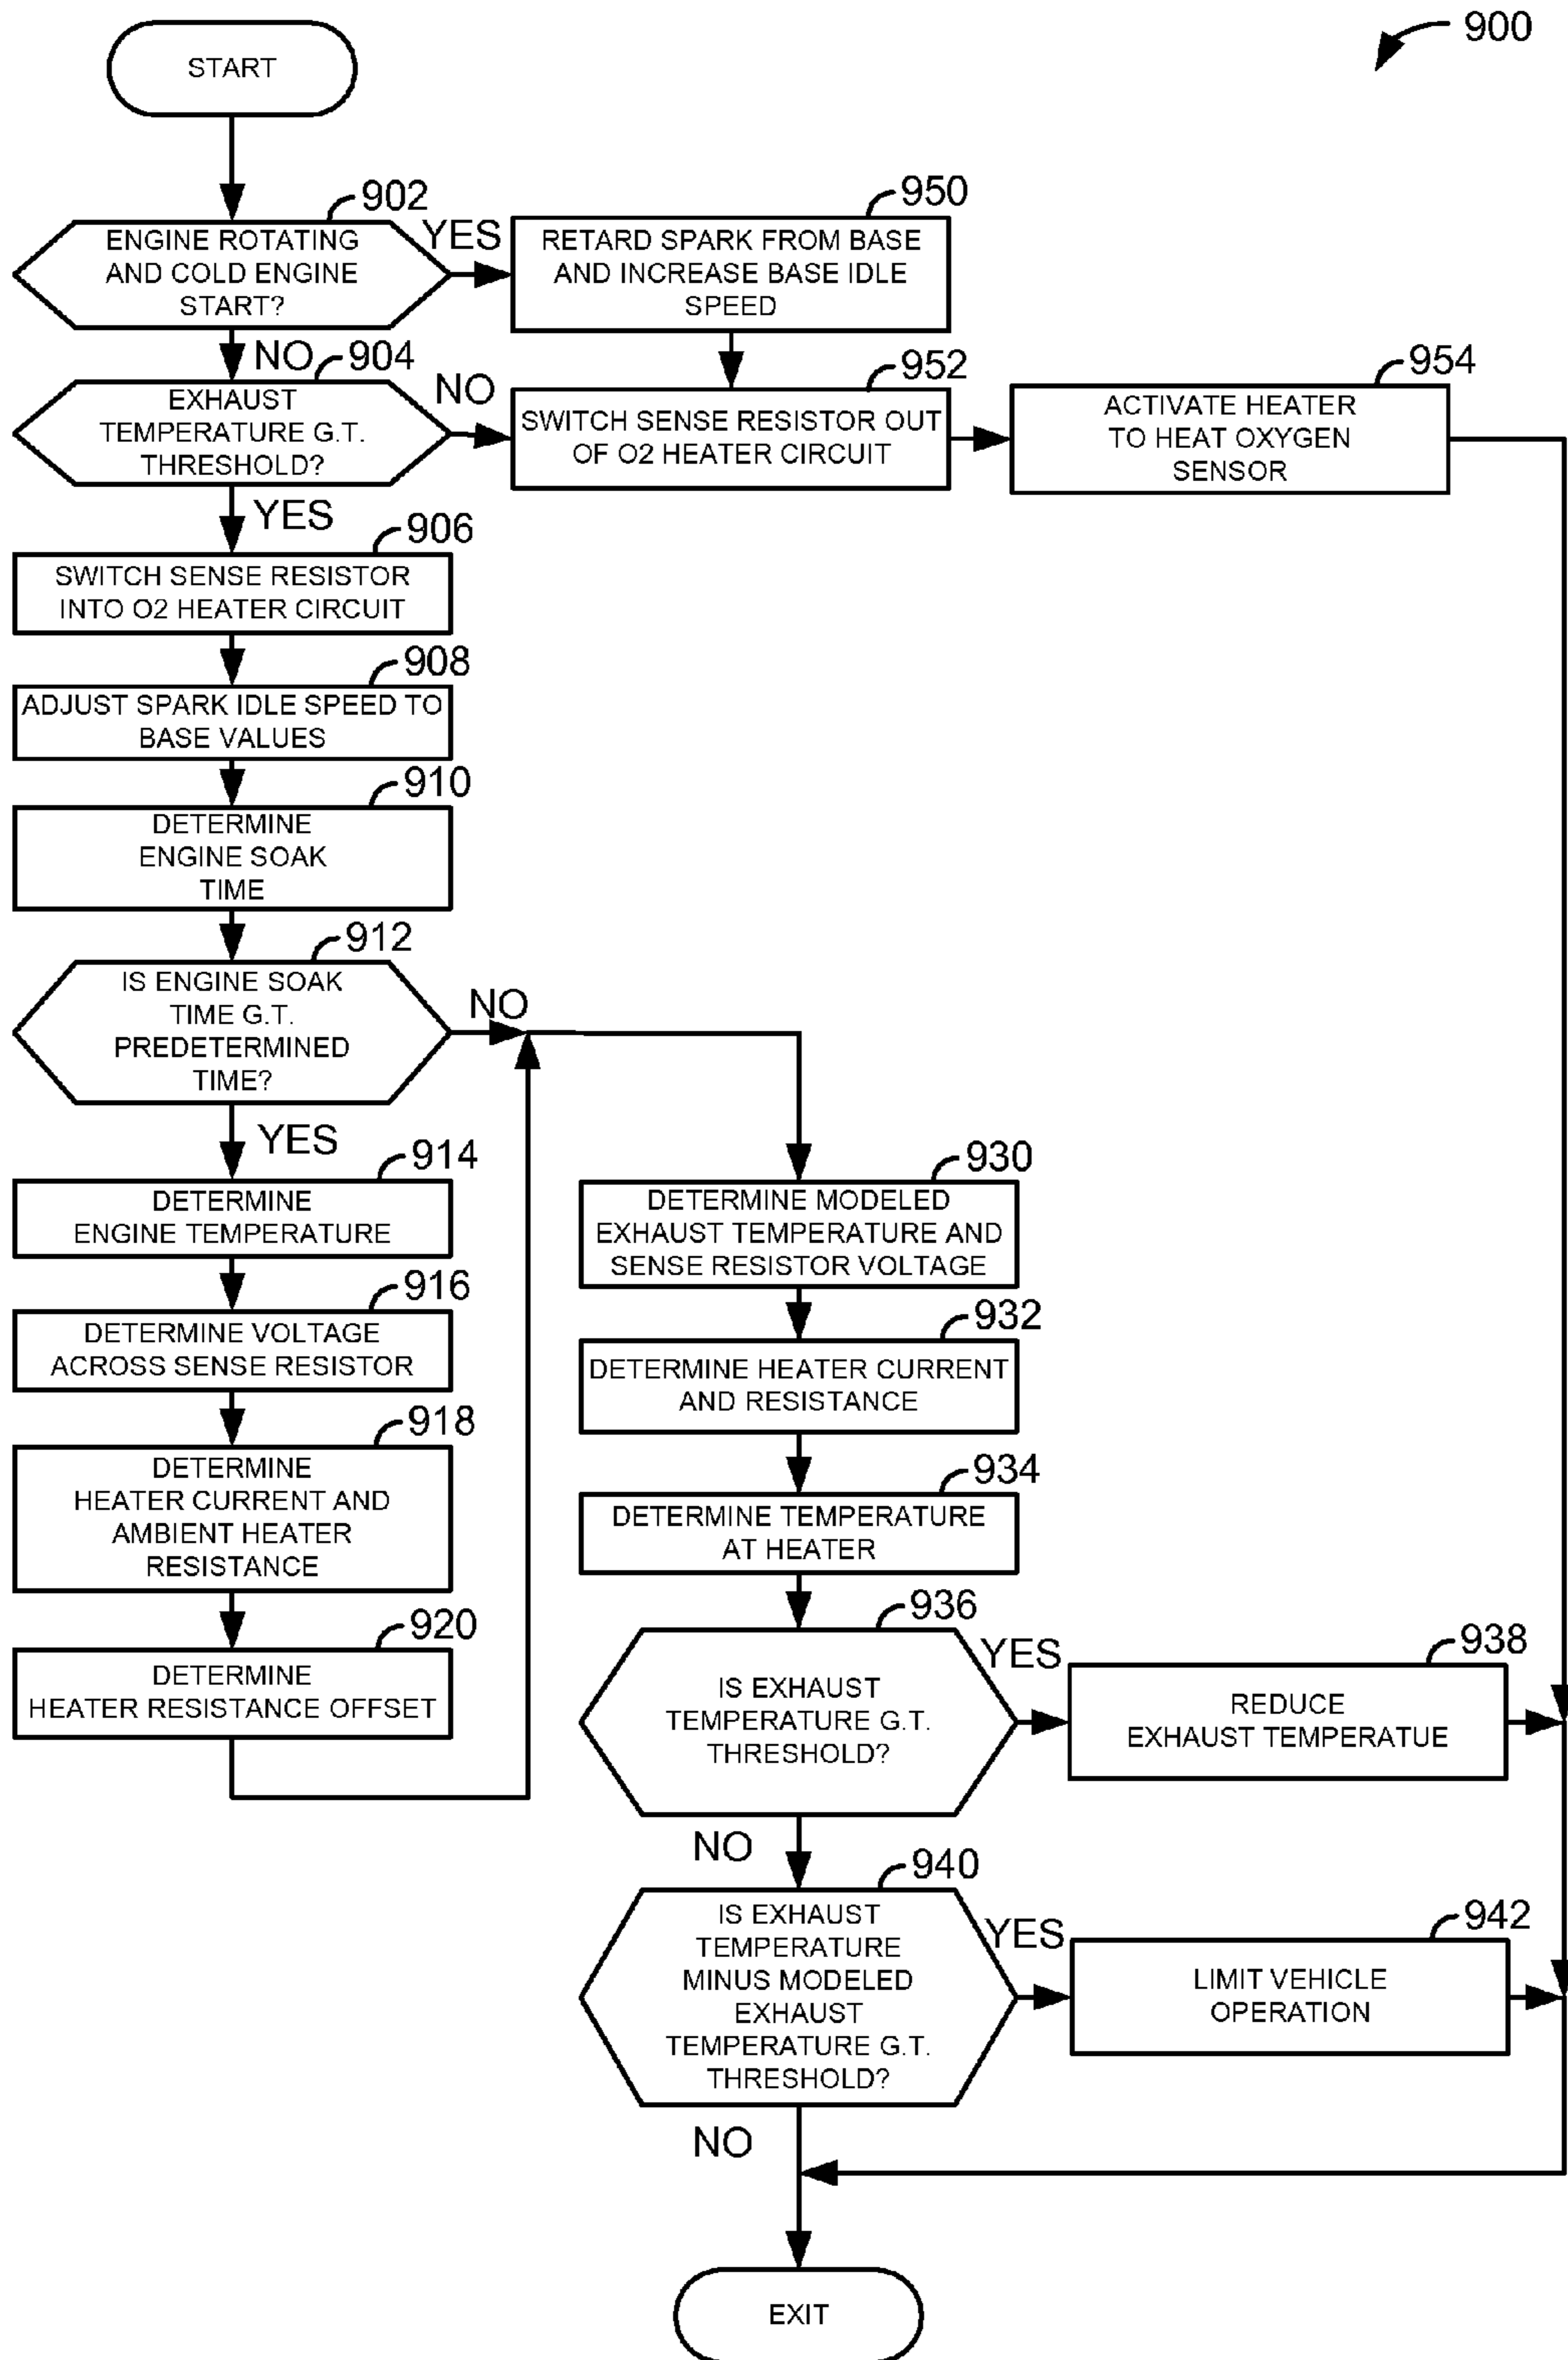 900
START
902
ENGINE ROTATING
AND COLD ENGINE
START?
YES
950
RETARD SPARK FROM BASE
AND INCREASE BASE IDLE
SPEED
NO
904
EXHAUST
TEMPERATURE G.T.
THRESHOLD?
NO
952
SWITCH SENSE RESISTOR OUT
OF O2 HEATER CIRCUIT
954
ACTIVATE HEATER
TO HEAT OXYGEN
SENSOR
YES
906
SWITCH SENSE RESISTOR
INTO O2 HEATER CIRCUIT
908
ADJUST SPARK IDLE SPEED TO
BASE VALUES
910
DETERMINE
ENGINE SOAK
TIME
912
IS ENGINE SOAK
TIME G.T.
PREDETERMINED
TIME?
NO
YES
914
DETERMINE
ENGINE TEMPERATURE
916
DETERMINE VOLTAGE
ACROSS SENSE RESISTOR
918
DETERMINE
HEATER CURRENT AND
AMBIENT HEATER
RESISTANCE
920
DETERMINE
HEATER RESISTANCE OFFSET
930
DETERMINE MODELED
EXHAUST TEMPERATURE AND
SENSE RESISTOR VOLTAGE
932
DETERMINE HEATER CURRENT
AND RESISTANCE
934
DETERMINE TEMPERATURE
AT HEATER
936
IS EXHAUST
TEMPERATURE G.T.
THRESHOLD?
YES
938
REDUCE
EXHAUST TEMPERATUE
NO
940
IS EXHAUST
TEMPERATURE
MINUS MODELED
EXHAUST
TEMPERATURE G.T.
THRESHOLD?
YES
942
LIMIT VEHICLE
OPERATION
NO
EXIT